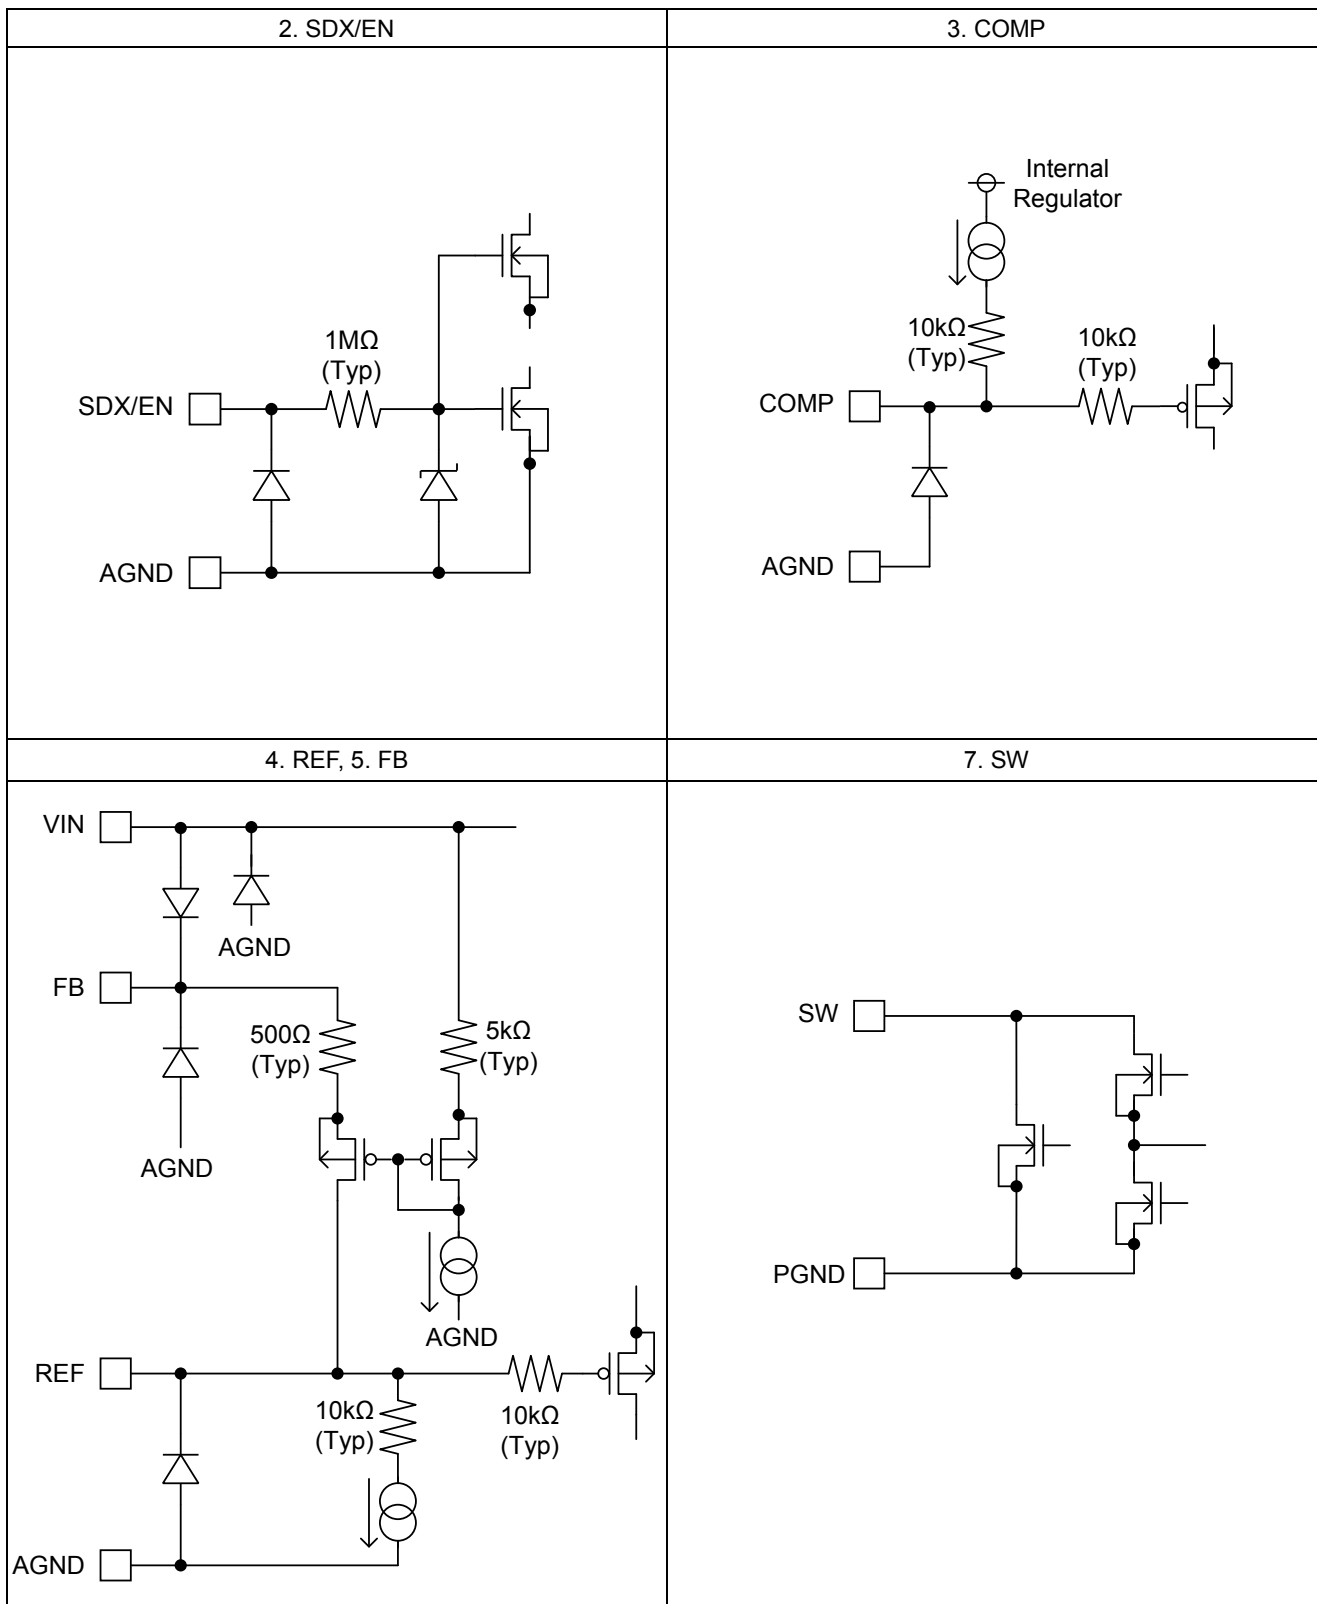 2. SDX/EN
3. COMP
1MΩ
(Typ)
SDX/EN
AGND
Internal
Regulator
10kΩ
(Typ)
10kΩ
(Typ)
COMP
AGND
4. REF, 5. FB
7. SW
VIN
AGND
FB
500Ω
(Typ)
5kΩ
(Typ)
AGND
AGND
REF
10kΩ
(Typ)
10kΩ
(Typ)
AGND
SW
PGND